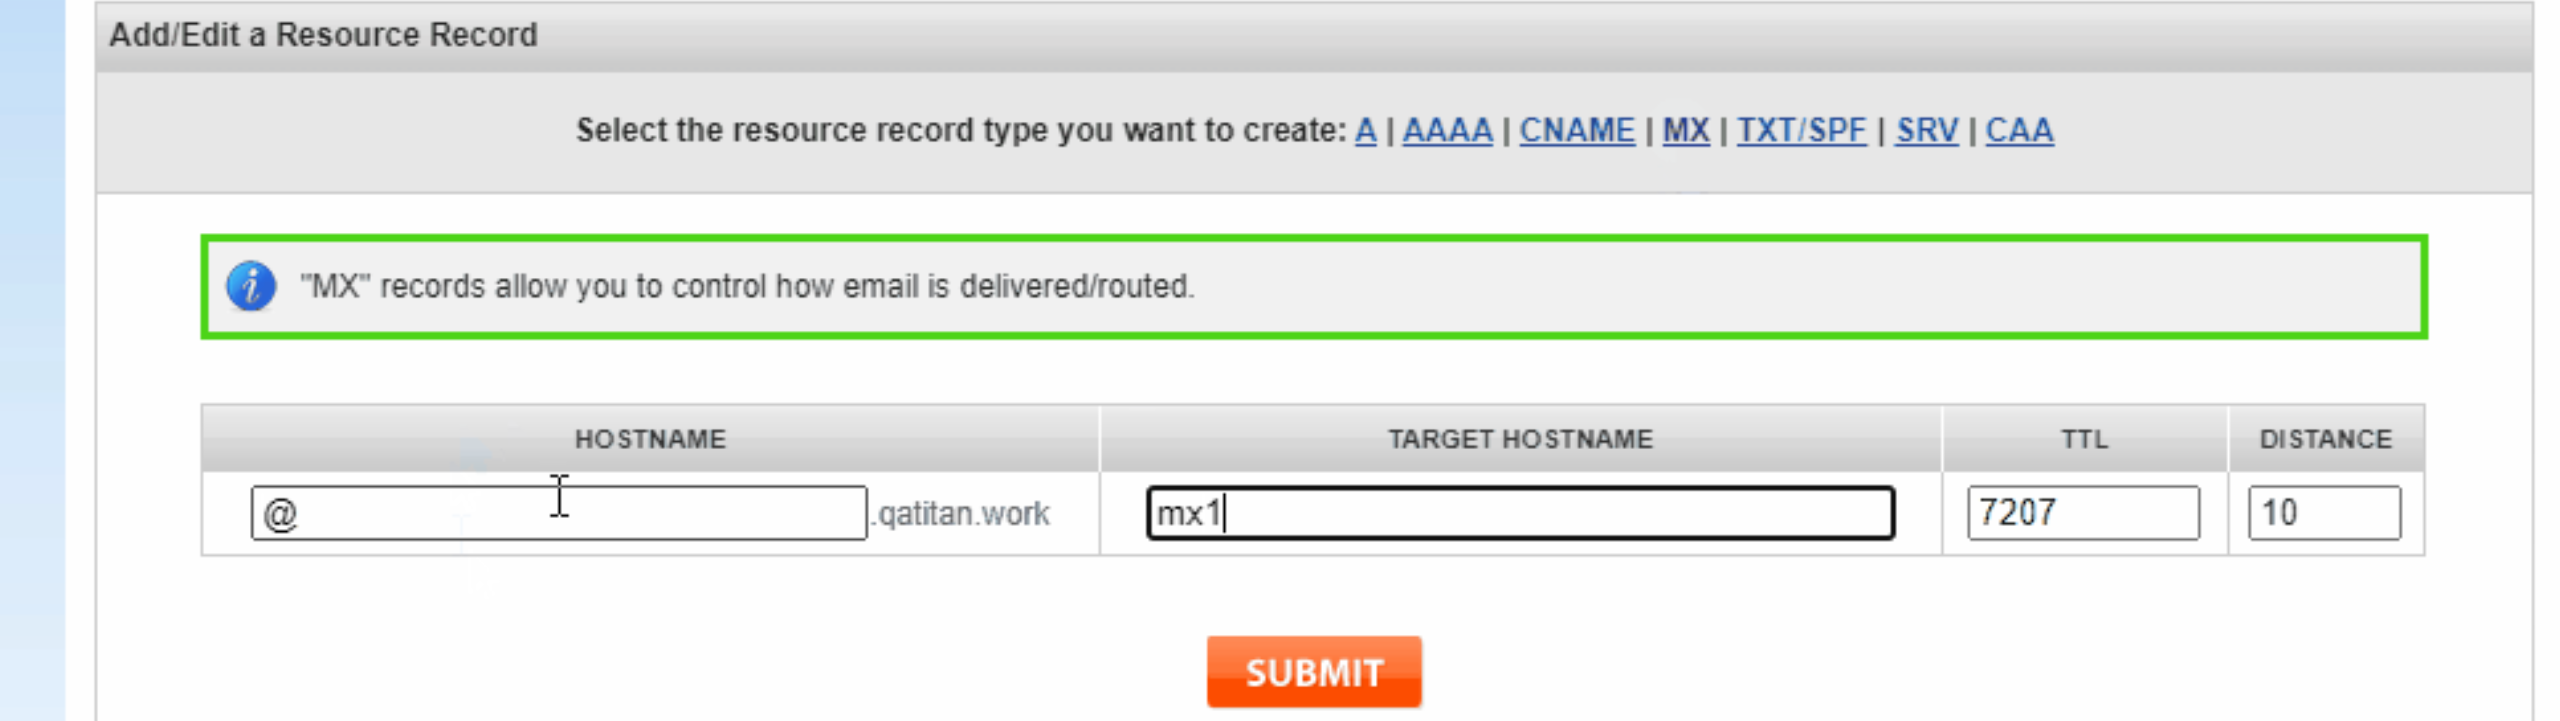 Add/Edit a Resource Record
Select the resource record type you want to create: A | AAAA | CNAME | MX | TXT/SPF | SRV | CAA
"MX" records allow you to control how email is delivered/routed.
HOSTNAME TARGET HOSTNAME TTL DISTANCE
@ .qatitan.work mx1 7207 10
SUBMIT